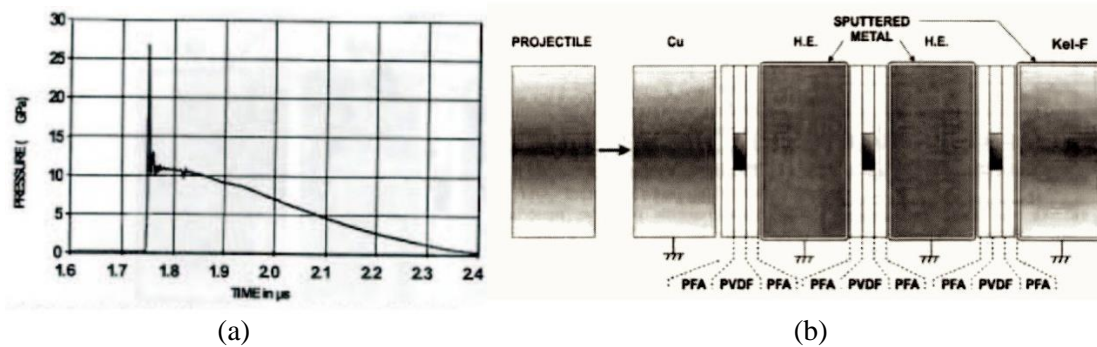 30
25
20
15
10
5
0
PRESSURE ( GPa)
1.6 1.7 1.8 1.9 2.0 2.1 2.2 2.3 2.4
TIME in µs
(a)
SPUTTERED
METAL
PROJECTILE Cu H.E. H.E. Kel-F
PFA PVDF PFA PFA PVDF PFA PFA PVDF PFA
(b)